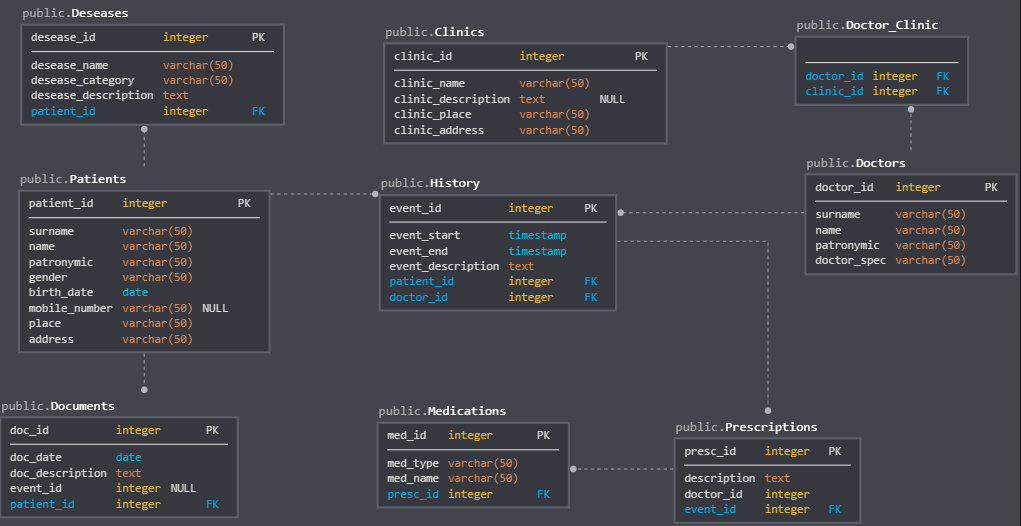 public.Deseases
desease_id integer PK
desease_name varchar(50)
desease_category varchar(50)
desease_description text
patient_id integer FK
public.Clinics
clinic_id integer PK
clinic_name varchar(50)
clinic_description text NULL
clinic_place varchar(50)
clinic_address varchar(50)
public.Doctor_Clinic
doctor_id integer FK
clinic_id integer FK
public.Patients
patient_id integer PK
surname varchar(50)
name varchar(50)
patronymic varchar(50)
gender varchar(50)
birth_date date
mobile_number varchar(50) NULL
place varchar(50)
address varchar(50)
public.History
event_id integer PK
event_start timestamp
event_end timestamp
event_description text
patient_id integer FK
doctor_id integer FK
public.Doctors
doctor_id integer PK
surname varchar(50)
name varchar(50)
patronymic varchar(50)
doctor_spec varchar(50)
public.Documents
doc_id integer PK
doc_date date
doc_description text
event_id integer NULL
patient_id integer FK
public.Medications
med_id integer PK
med_type varchar(50)
med_name varchar(50)
presc_id integer FK
public.Prescriptions
presc_id integer PK
description text
doctor_id integer
event_id integer FK